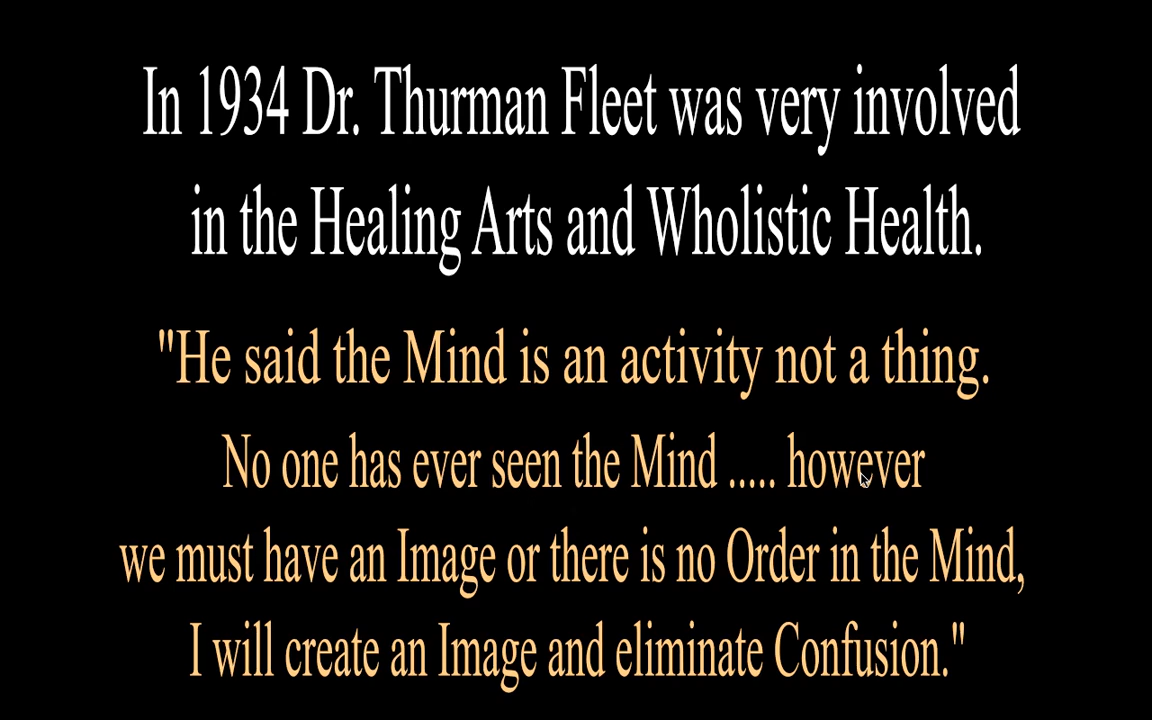 In 1934 Dr. Thurman Fleet was very involved
in the Healing Arts and Wholistic Health.
"He said the Mind is an activity not a thing.
No one has ever seen the Mind ..... however
we must have an Image or there is no Order in the Mind,
I will create an Image and eliminate Confusion."